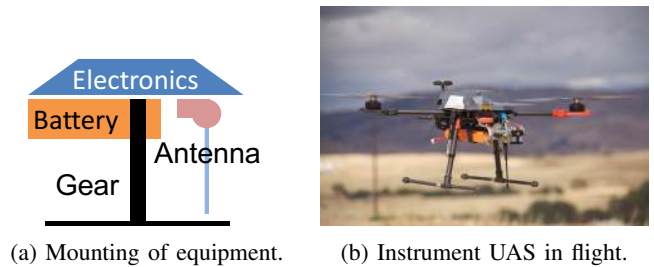 Electronics
Battery
Antenna
Gear
(a) Mounting of equipment.
(b) Instrument UAS in flight.